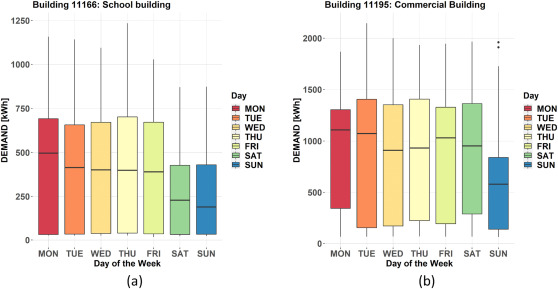 Building 11166: School building
DEMAND [kWh]
1250
1000
750
500
250
0
MON TUE WED THU FRI SAT SUN
Day of the Week
Day
MON
TUE
WED
THU
FRI
SAT
SUN
(a)
Building 11195: Commercial Building
DEMAND [kWh]
2000
1500
1000
500
0
MON TUE WED THU FRI SAT SUN
Day of the Week
Day
MON
TUE
WED
THU
FRI
SAT
SUN
(b)